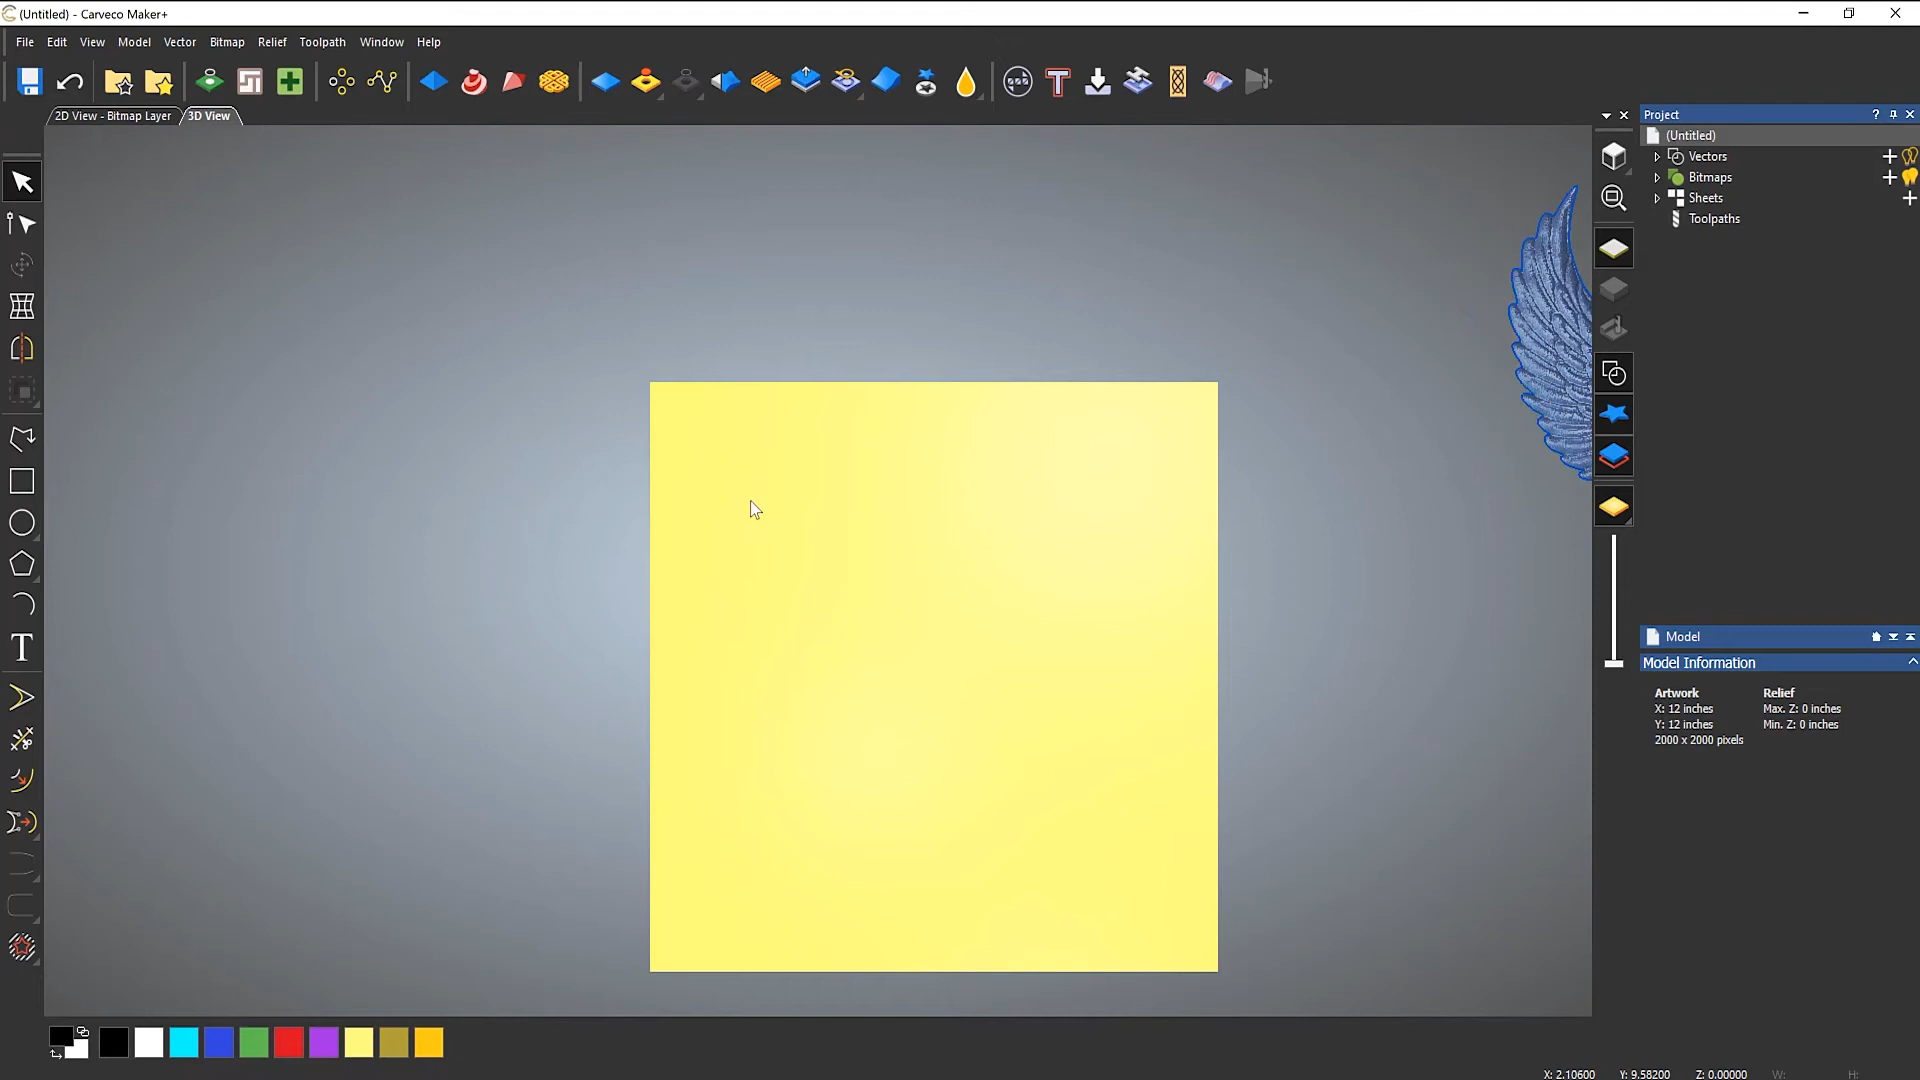 (Untitled) - Carveco Maker+
File Edit View Model Vector Bitmap Relief Toolpath Window Help
2D View - Bitmap Layer 3D View
Project
(Untitled)
Vectors
Bitmaps
Sheets
Toolpaths
Model
Model Information
Artwork Relief
X: 12 inches Max. Z: 0 inches
Y: 12 inches Min. Z: 0 inches
2000 x 2000 pixels
X: 2.10600 Y: 9.58200 Z: 0.00000 W: H: